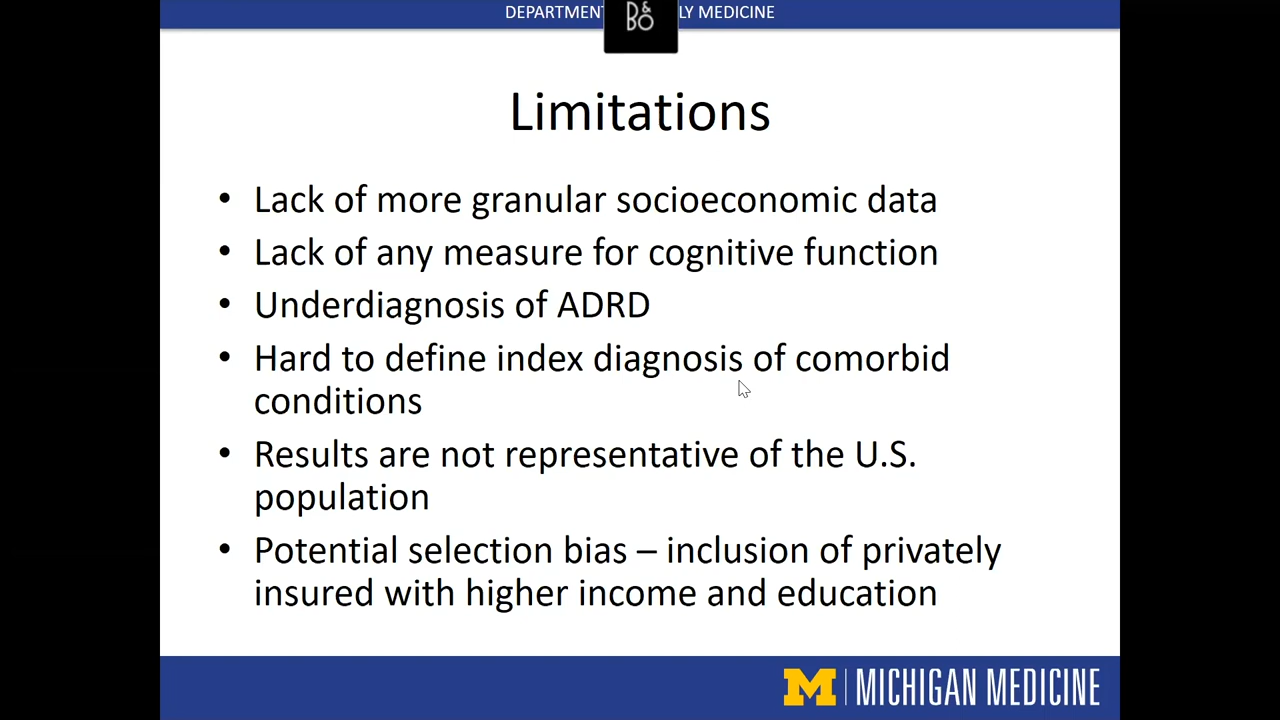 DEPARTMENT LY MEDICINE
B&
BO
Limitations
• Lack of more granular socioeconomic data
• Lack of any measure for cognitive function
• Underdiagnosis of ADRD
• Hard to define index diagnosis of comorbid
conditions
• Results are not representative of the U.S.
population
• Potential selection bias – inclusion of privately
insured with higher income and education
M | MICHIGAN MEDICINE